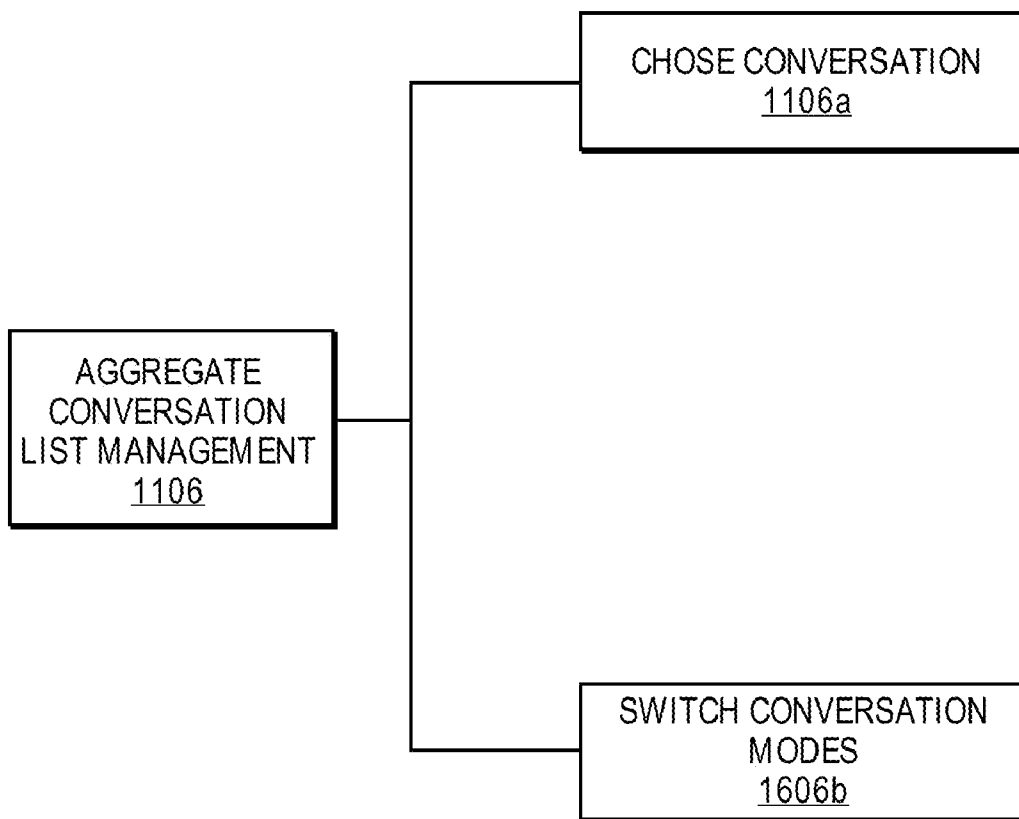 CHOSE CONVERSATION
1106a
AGGREGATE
CONVERSATION
LIST MANAGEMENT
1106
SWITCH CONVERSATION
MODES
1606b